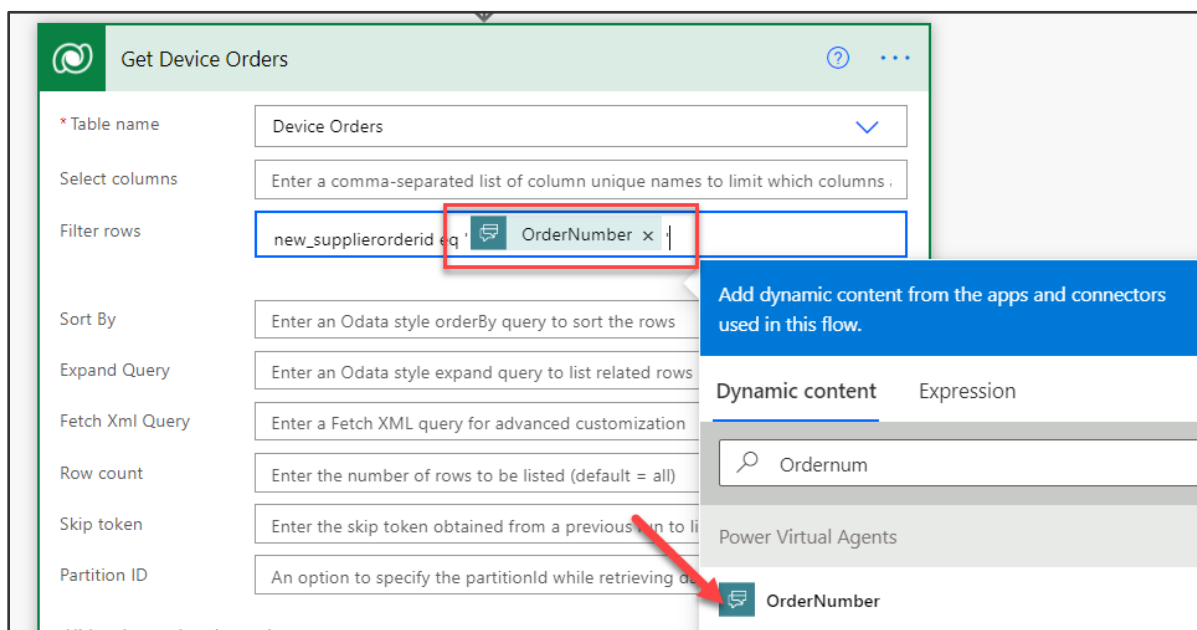 Get Device Orders
* Table name
Device Orders
Select columns
Enter a comma-separated list of column unique names to limit which columns
Filter rows
new_supplierorderid eq ' OrderNumber × '
Add dynamic content from the apps and connectors
used in this flow.
Sort By
Enter an Odata style orderBy query to sort the rows
Expand Query
Enter an Odata style expand query to list related rows
Dynamic content Expression
Fetch Xml Query
Enter a Fetch XML query for advanced customization
Ordernum
Row count
Enter the number of rows to be listed (default = all)
Skip token
Enter the skip token obtained from a previous run to li
Power Virtual Agents
Partition ID
An option to specify the partitionId while retrieving
OrderNumber